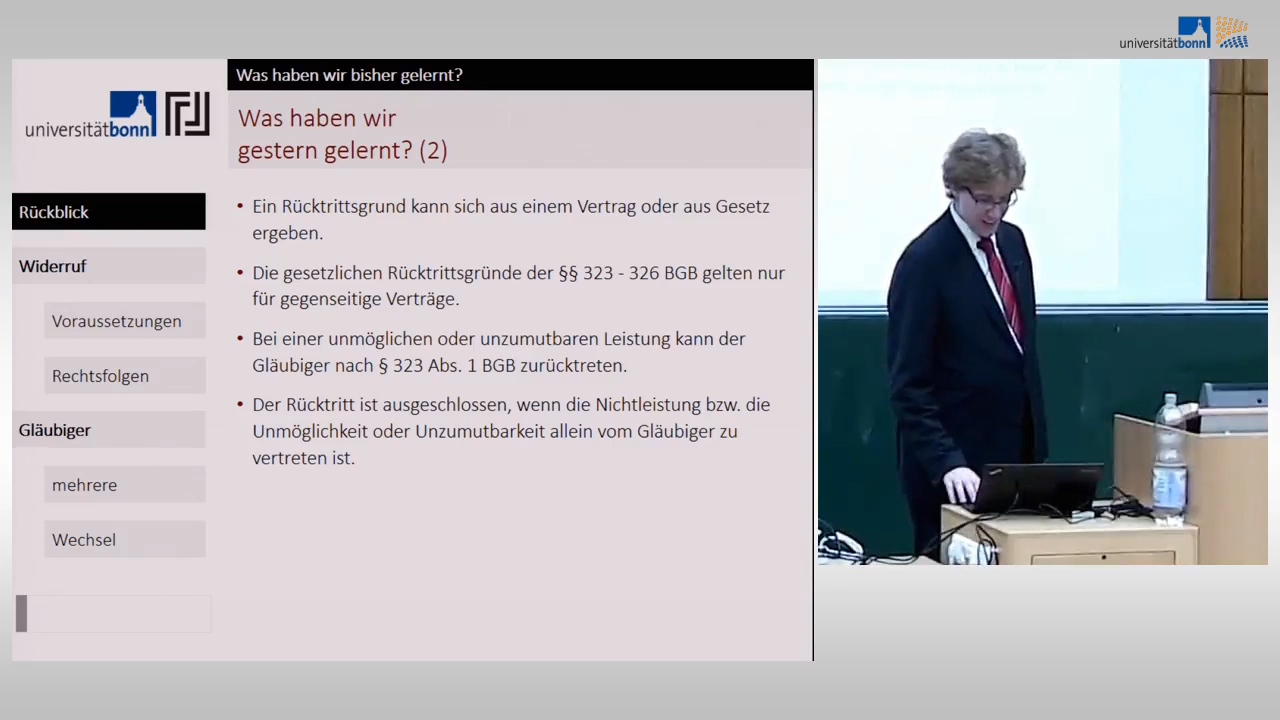 universitätbonn
Was haben wir bisher gelernt?
universitätbonn
Was haben wir
gestern gelernt? (2)
Rückblick
Widerruf
Voraussetzungen
Rechtsfolgen
Gläubiger
mehrere
Wechsel
• Ein Rücktrittsgrund kann sich aus einem Vertrag oder aus Gesetz
ergeben.
• Die gesetzlichen Rücktrittsgründe der §§ 323 - 326 BGB gelten nur
für gegenseitige Verträge.
• Bei einer unmöglichen oder unzumutbaren Leistung kann der
Gläubiger nach § 323 Abs. 1 BGB zurücktreten.
• Der Rücktritt ist ausgeschlossen, wenn die Nichtleistung bzw. die
Unmöglichkeit oder Unzumutbarkeit allein vom Gläubiger zu
vertreten ist.